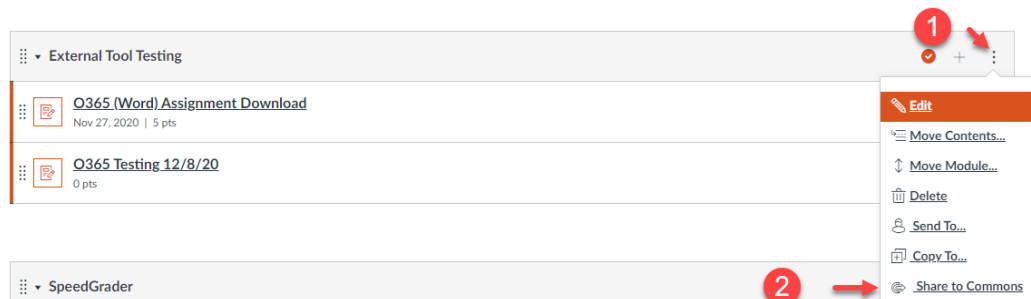 1
External Tool Testing
O365 (Word) Assignment Download
Nov 27, 2020 | 5 pts
O365 Testing 12/8/20
0 pts
Edit
Move Contents...
Move Module...
Delete
Send To...
Copy To...
Share to Commons
SpeedGrader
2